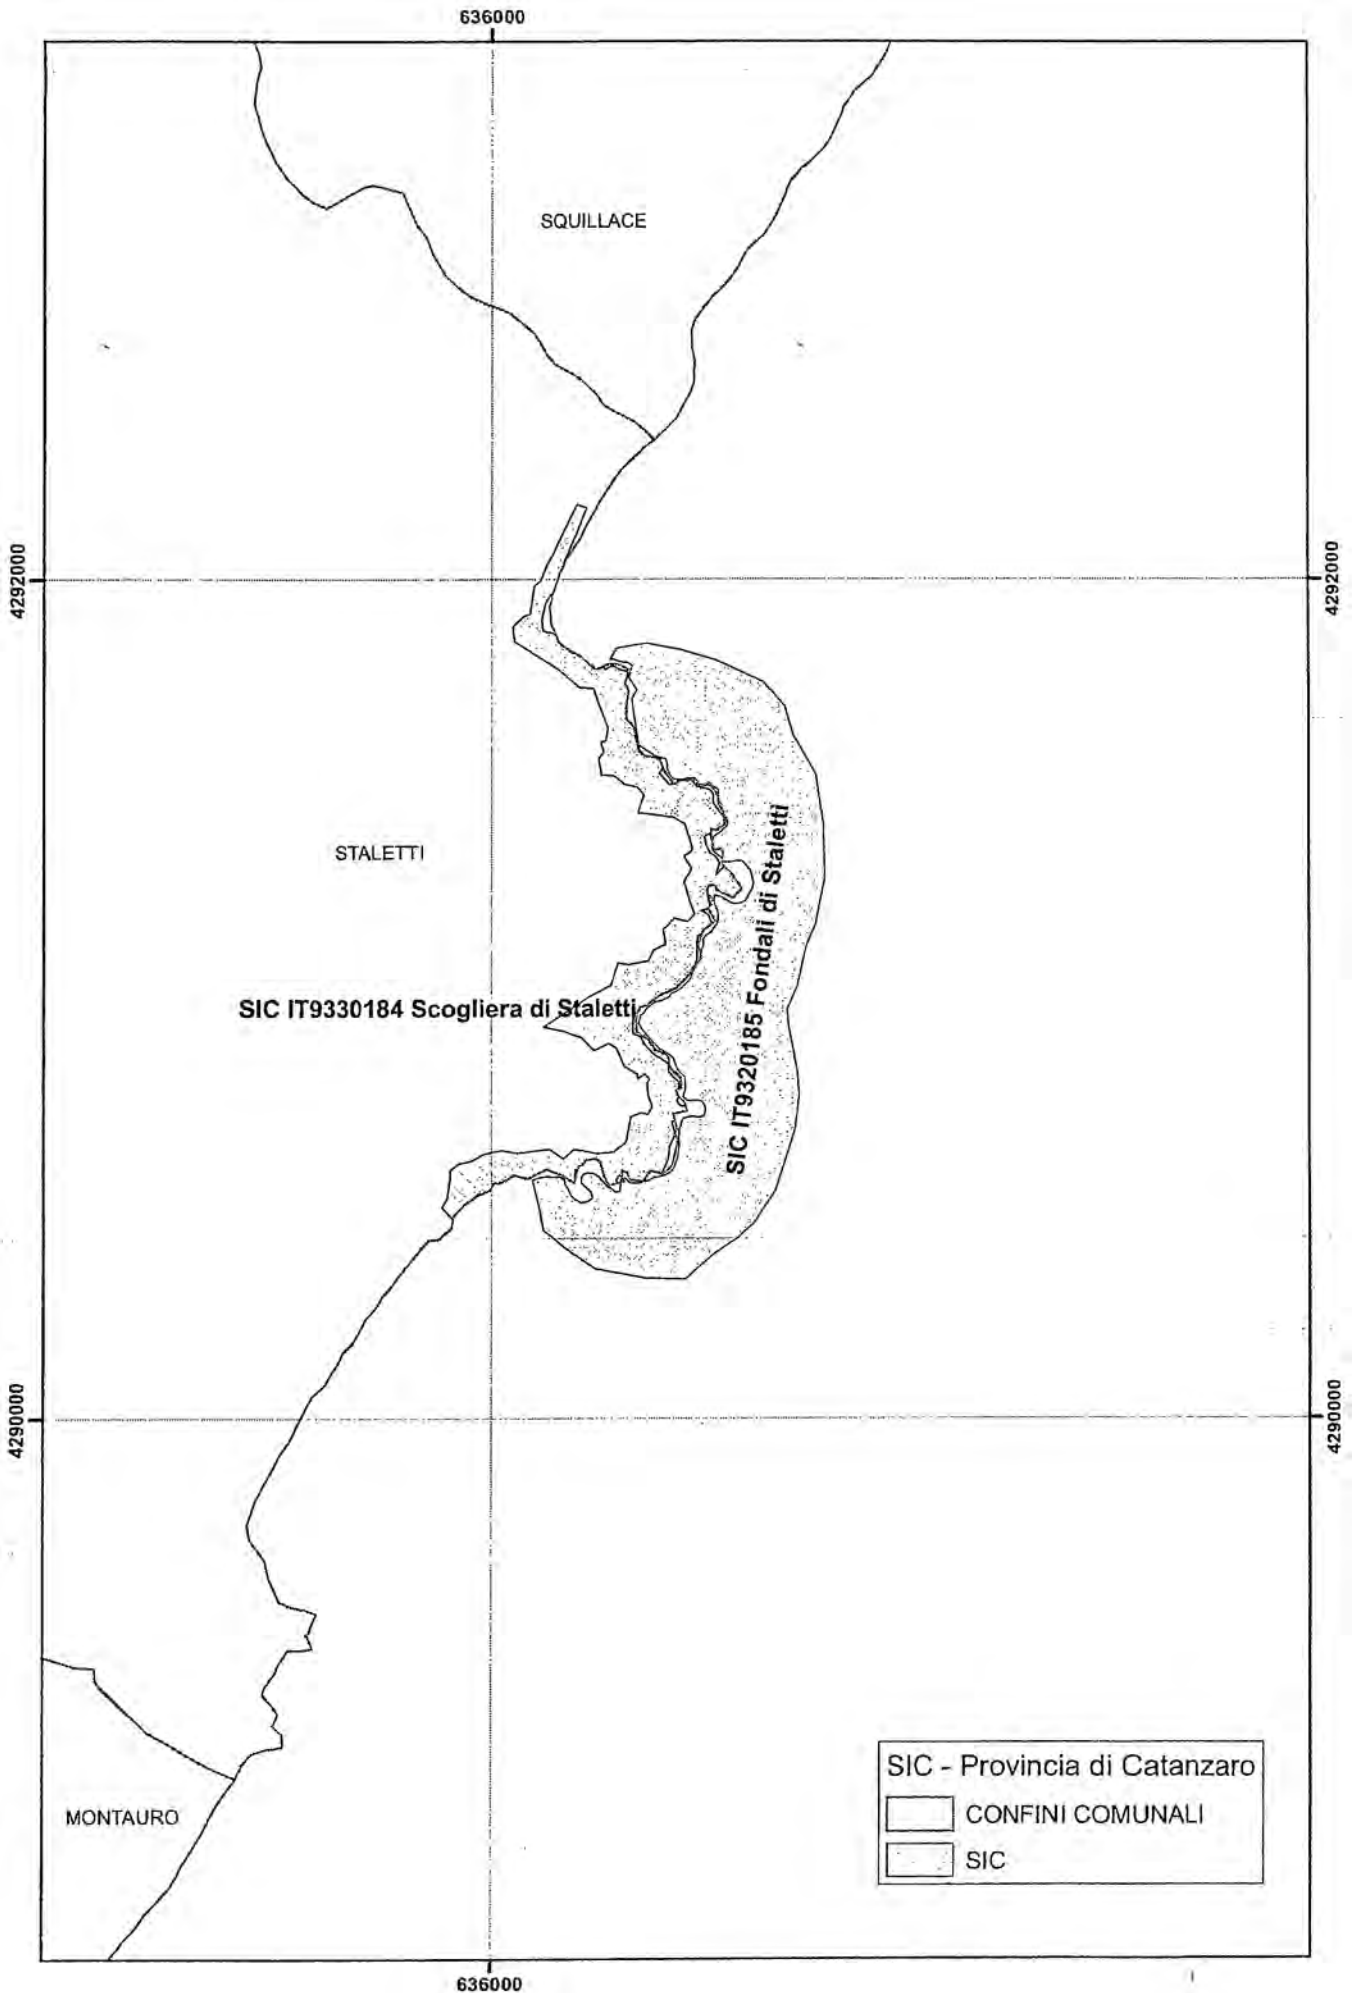 636000
SQUILLACE
4292000
4292000
STALETTI
SIC IT9330184 Scogliera di Staletti
SIC IT9320185 Fondali di Staletti
4290000
4290000
MONTAURO
SIC - Provincia di Catanzaro
CONFINI COMUNALI
SIC
636000